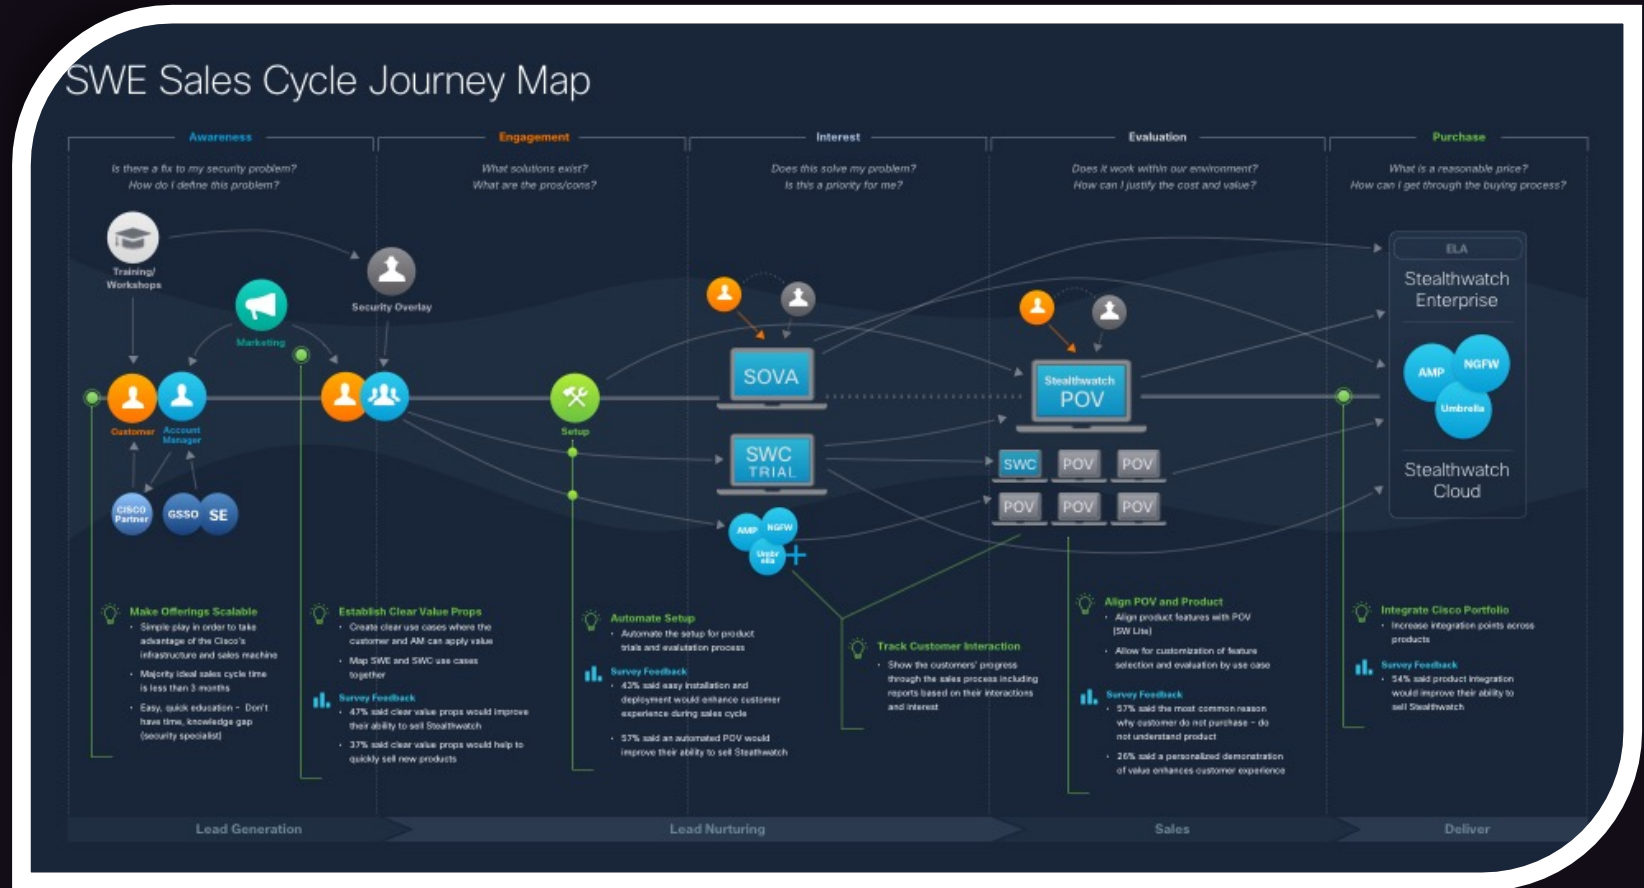 SWE Sales Cycle Journey Map
Awareness
Engagement
Interest
Evaluation
Purchase
Is there a fix to my security problem?
How do I define this problem?
What solutions exist?
What are the pros/cons?
Does this solve my problem?
Is this a priority for me?
Does it work within our environment?
How can I justify the cost and value?
What is a reasonable price?
How can I get through the buying process?
Training/
Workshops
Marketing
Security Overlay
Customer
Account
Manager
CISCO
Partner
GSSO
SE
Setup
SOVA
SWC
TRIAL
AMP
NGFW
Umbr
ella
Stealthwatch
POV
SWC
POV
POV
POV
POV
POV
ELA
Stealthwatch
Enterprise
AMP
NGFW
Umbrella
Stealthwatch
Cloud
Make Offerings Scalable
• Simple play in order to take
advantage of the Cisco's
infrastructure and sales machine
• Majority ideal sales cycle time
is less than 3 months
• Easy, quick education - Don't
have time, knowledge gap
(security specialist)
Establish Clear Value Props
• Create clear use cases where the
customer and AM can apply value
• Map SWE and SWC use cases
together
Survey Feedback
• 47% said clear value props would improve
their ability to sell Stealthwatch
• 37% said clear value props would help to
quickly sell new products
Automate Setup
• Automate the setup for product
trials and evalutation process
Survey Feedback
• 43% said easy installation and
deployment would enhance customer
experience during sales cycle
• 57% said an automated POV would
improve their ability to sell Steathwatch
Track Customer Interaction
• Show the customers' progress
through the sales process including
reports based on their interactions
and interest
Align POV and Product
• Align product features with POV
(SW Lite)
• Allow for customization of feature
selection and evaluation by use case
Survey Feedback
• 57% said the most common reason
why customer do not purchase - do
not understand product
• 26% said a personalized demonstration
of value enhances customer experience
Integrate Cisco Portfolio
• Increase integration points across
products
Survey Feedback
• 54% said product integration
would improve their ability to
sell Stealthwatch
Lead Generation
Lead Nurturing
Sales
Deliver